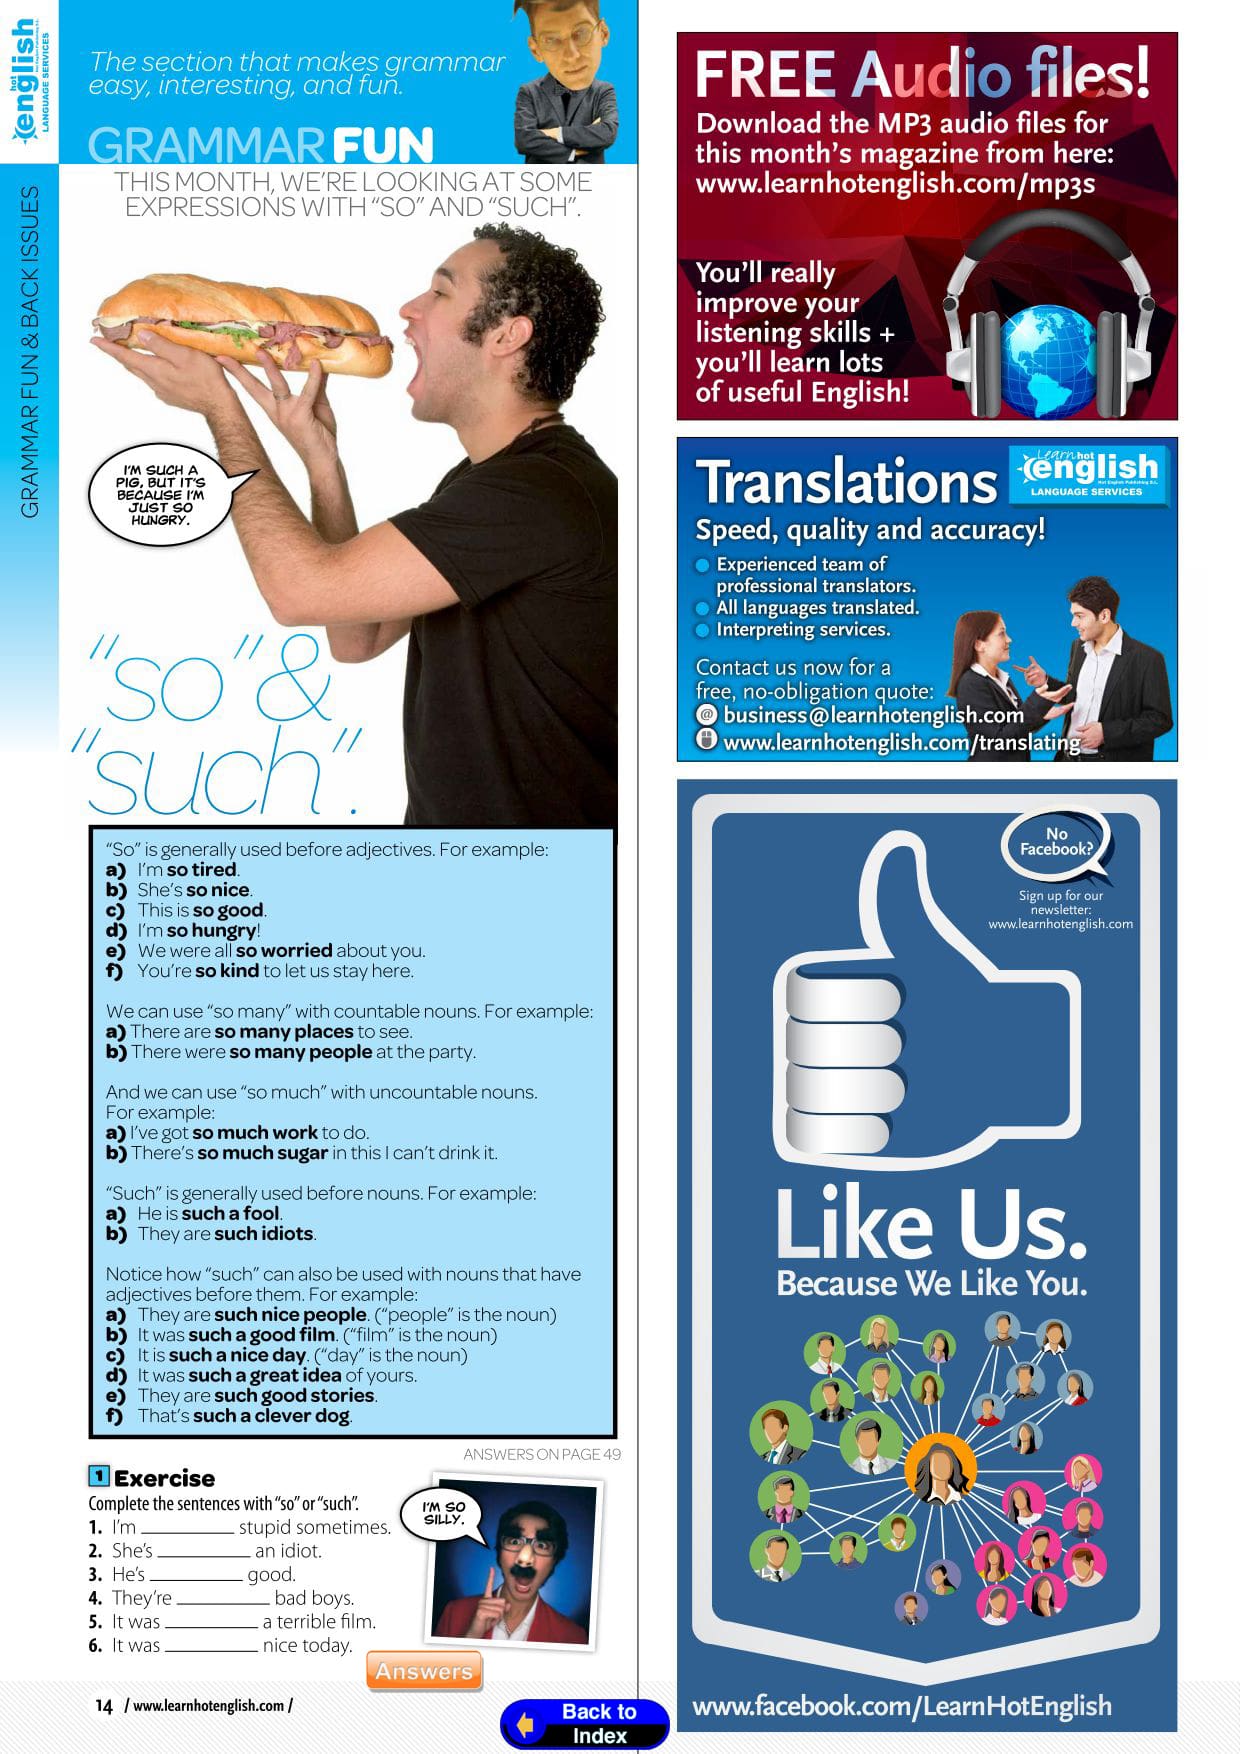 hot
english
LANGUAGE SERVICES
GRAMMAR FUN & BACK ISSUES
The section that makes grammar
easy, interesting, and fun.
GRAMMAR FUN
THIS MONTH, WE'RE LOOKING AT SOME
EXPRESSIONS WITH "SO" AND "SUCH".
I'M SUCH A
PIG, BUT IT'S
BECAUSE I'M
JUST SO
HUNGRY.
"so" &
"such".
"So" is generally used before adjectives. For example:
a) I'm so tired.
b) She's so nice.
c) This is so good.
d) I'm so hungry!
e) We were all so worried about you.
f) You're so kind to let us stay here.
We can use "so many" with countable nouns. For example:
a) There are so many places to see.
b) There were so many people at the party.
And we can use "so much" with uncountable nouns.
For example:
a) I've got so much work to do.
b) There's so much sugar in this I can't drink it.
"Such" is generally used before nouns. For example:
a) He is such a fool.
b) They are such idiots.
Notice how "such" can also be used with nouns that have
adjectives before them. For example:
a) They are such nice people. ("people" is the noun)
b) It was such a good film. ("film" is the noun)
c) It is such a nice day. ("day" is the noun)
d) It was such a great idea of yours.
e) They are such good stories.
f) That's such a clever dog.
ANSWERS ON PAGE 49
1 Exercise
Complete the sentences with "so" or "such".
1. I'm __________ stupid sometimes.
2. She's __________ an idiot.
3. He's __________ good.
4. They're __________ bad boys.
5. It was __________ a terrible film.
6. It was __________ nice today.
I'M SO
SILLY.
Answers
14 / www.learnhotenglish.com /
Back to
Index
FREE Audio files!
Download the MP3 audio files for
this month's magazine from here:
www.learnhotenglish.com/mp3s
You'll really
improve your
listening skills +
you'll learn lots
of useful English!
Translations
Learn hot
english
Hot English Publishing S.L.
LANGUAGE SERVICES
Speed, quality and accuracy!
Experienced team of
professional translators.
All languages translated.
Interpreting services.
Contact us now for a
free, no-obligation quote:
@ business@learnhotenglish.com
www.learnhotenglish.com/translating
No
Facebook?
Sign up for our
newsletter:
www.learnhotenglish.com
Like Us.
Because We Like You.
www.facebook.com/LearnHotEnglish